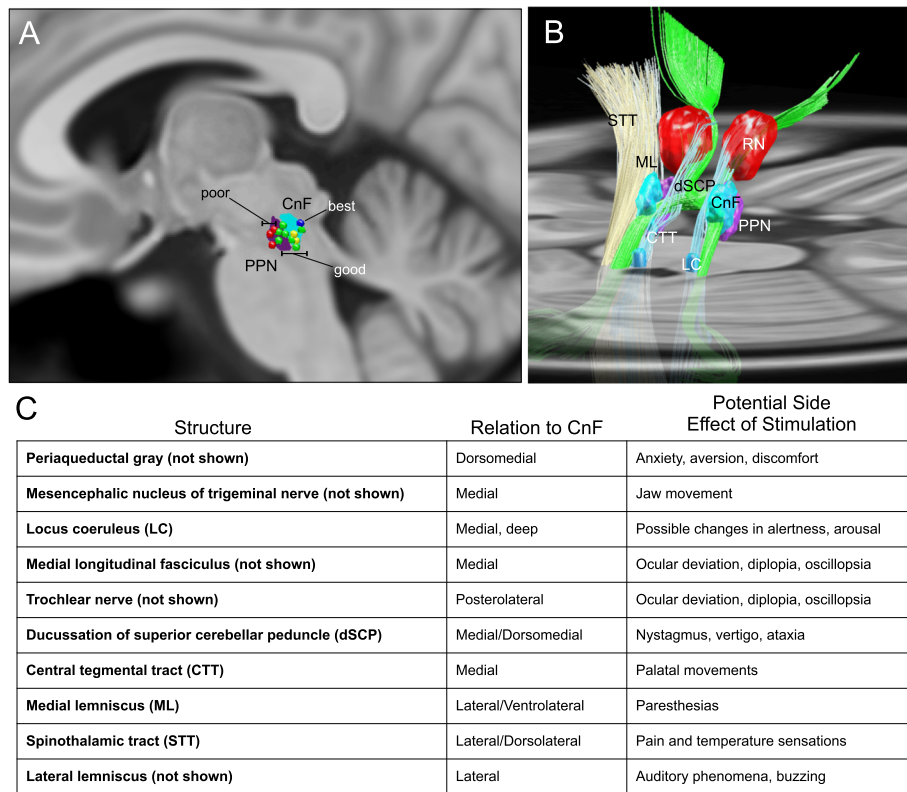 A
poor
CnF
best
PPN
good
B
STT
RN
ML
dSCP
CnF
PPN
CTT
LC
C
Structure
Relation to CnF
Potential Side
Effect of Stimulation
Periaqueductal gray (not shown) Dorsomedial Anxiety, aversion, discomfort
Mesencephalic nucleus of trigeminal nerve (not shown) Medial Jaw movement
Locus coeruleus (LC) Medial, deep Possible changes in alertness, arousal
Medial longitudinal fasciculus (not shown) Medial Ocular deviation, diplopia, oscillopsia
Trochlear nerve (not shown) Posterolateral Ocular deviation, diplopia, oscillopsia
Ducussation of superior cerebellar peduncle (dSCP) Medial/Dorsomedial Nystagmus, vertigo, ataxia
Central tegmental tract (CTT) Medial Palatal movements
Medial lemniscus (ML) Lateral/Ventrolateral Paresthesias
Spinothalamic tract (STT) Lateral/Dorsolateral Pain and temperature sensations
Lateral lemniscus (not shown) Lateral Auditory phenomena, buzzing